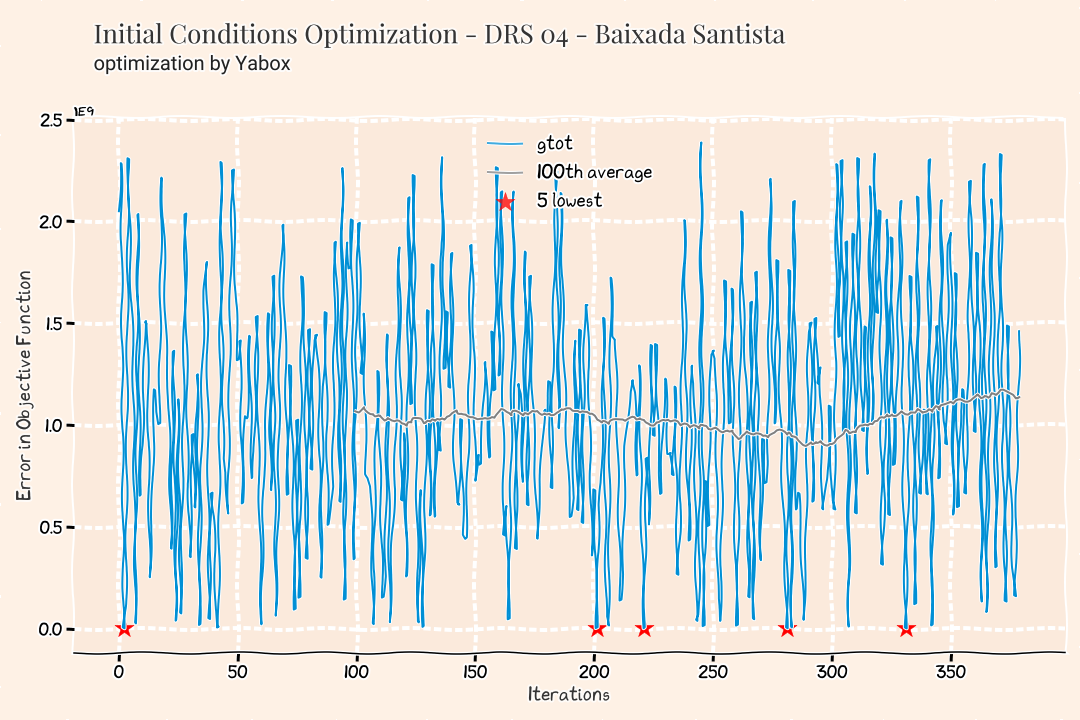 Initial Conditions Optimization - DRS 04 - Baixada Santista
optimization by Yabox
1E9
2.5
2.0
1.5
1.0
0.5
0.0
Error in Objective Function
gtot
100th average
5 lowest
0 50 100 150 200 250 300 350
Iterations